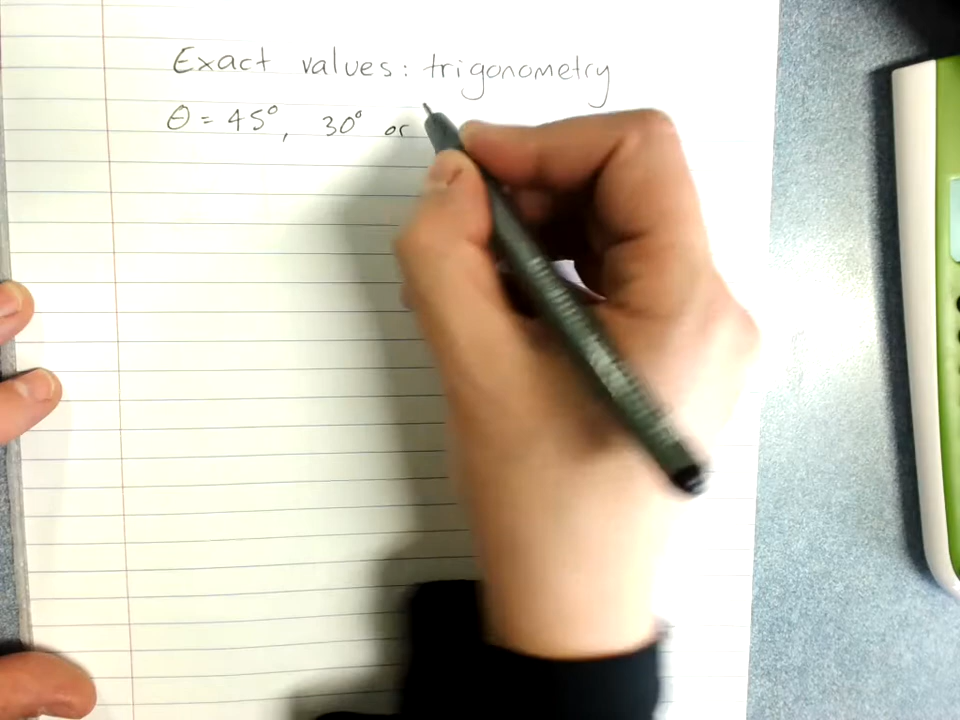 Exact values: trigonometry
θ = 45°, 30° or